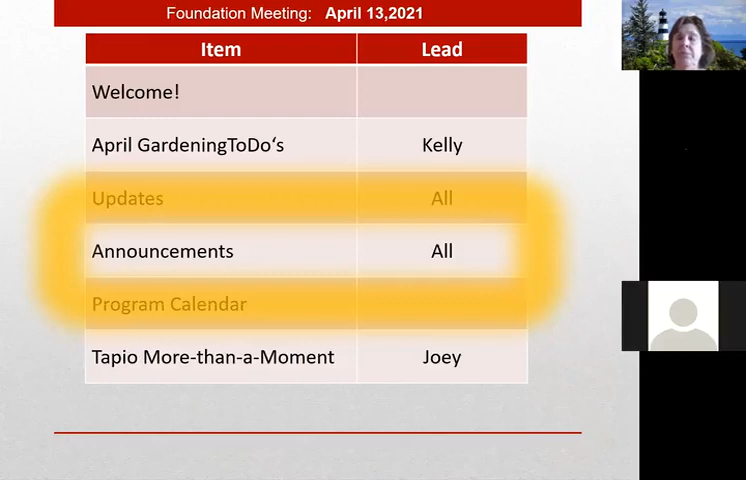 Foundation Meeting: April 13,2021
Item Lead
Welcome!
April GardeningToDo‘s Kelly
Updates All
Announcements All
Program Calendar
Tapio More-than-a-Moment Joey